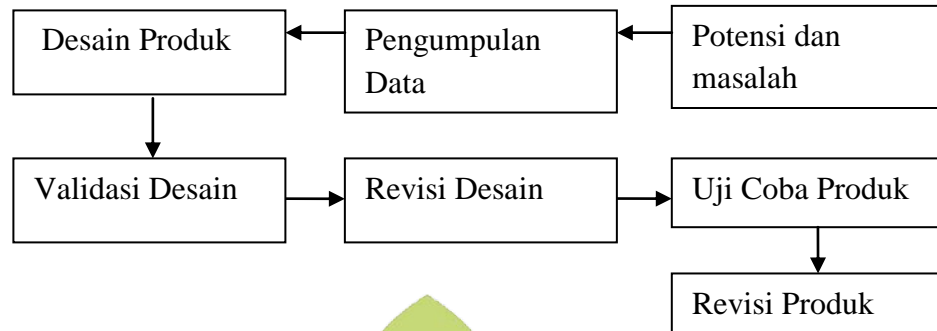 Desain Produk
Pengumpulan
Data
Potensi dan
masalah
Validasi Desain
Revisi Desain
Uji Coba Produk
Revisi Produk